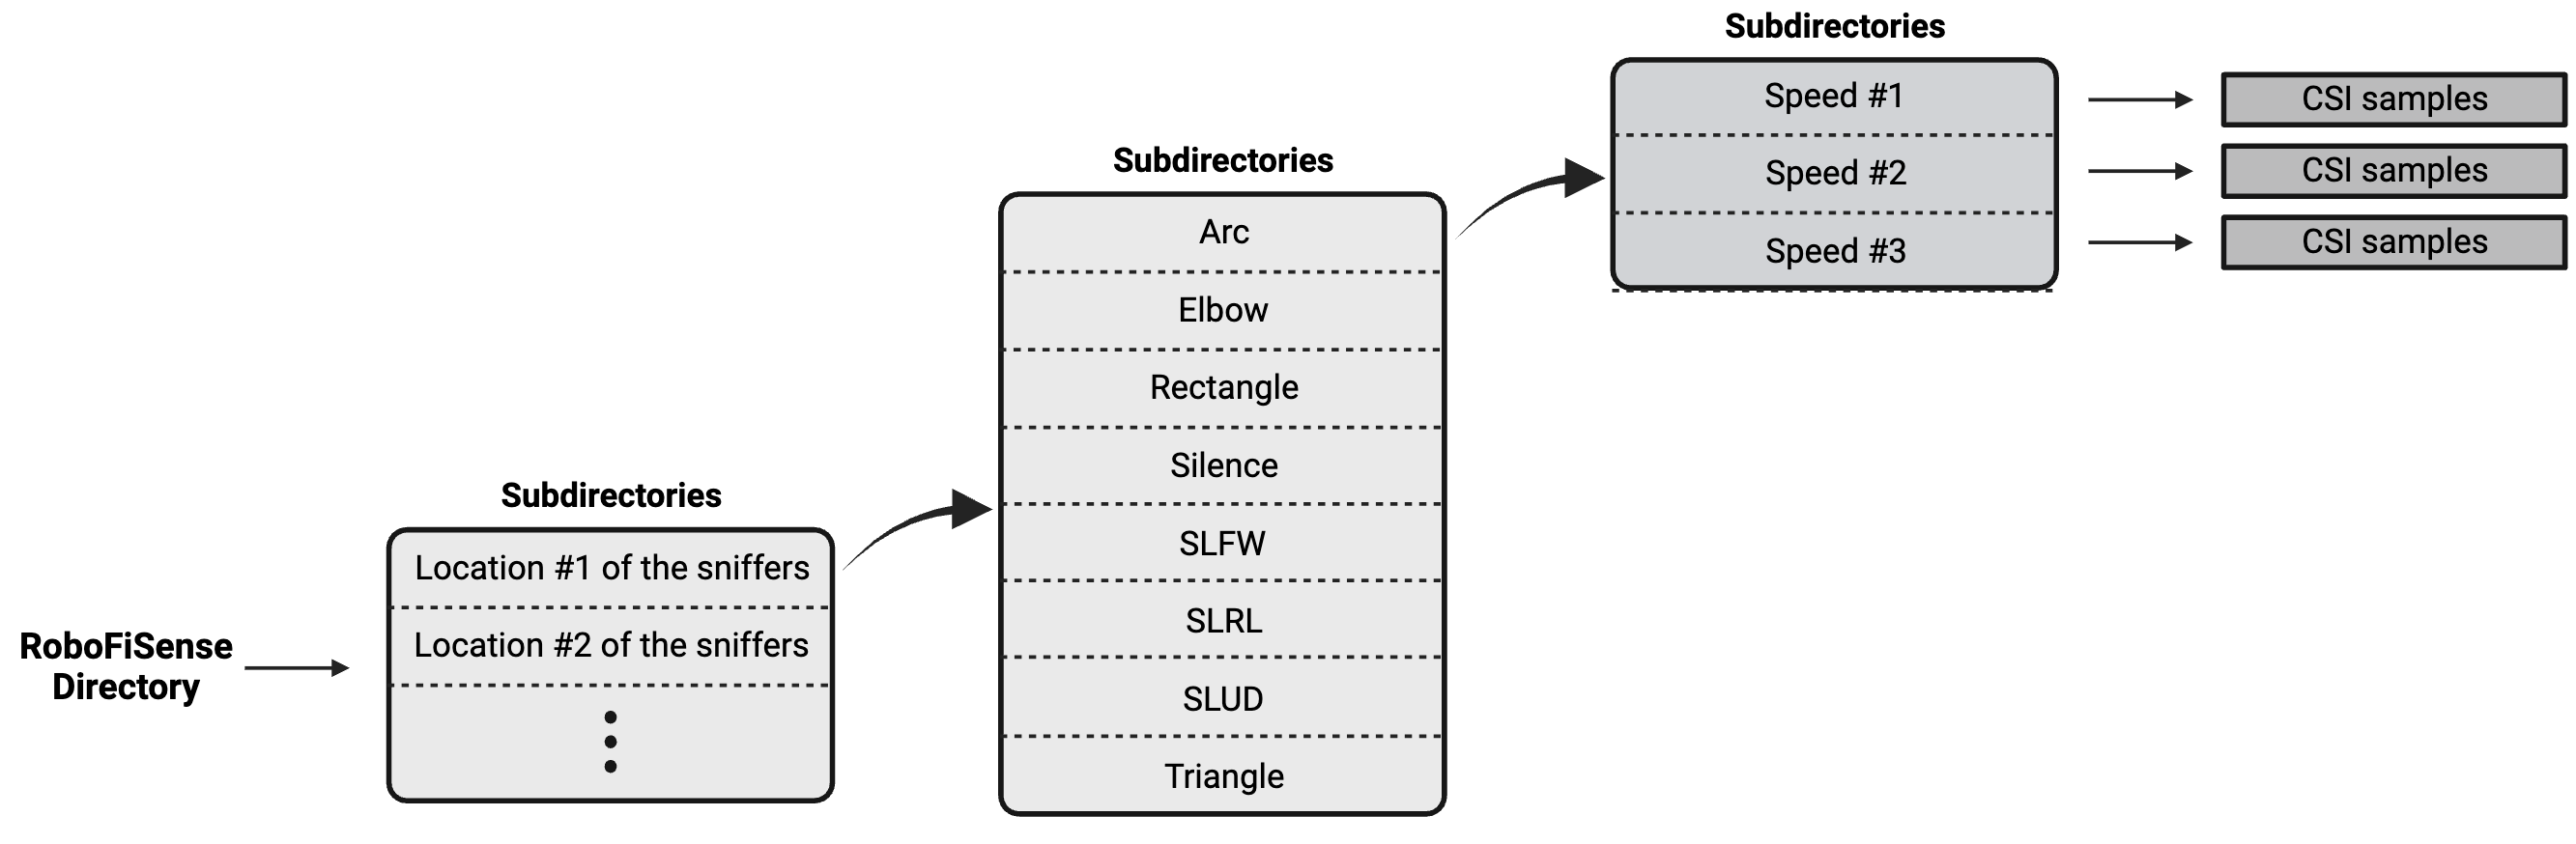 RoboFiSense
Directory
Subdirectories
Location #1 of the sniffers
Location #2 of the sniffers
Subdirectories
Arc
Elbow
Rectangle
Silence
SLFW
SLRL
SLUD
Triangle
Subdirectories
Speed #1
Speed #2
Speed #3
CSI samples
CSI samples
CSI samples